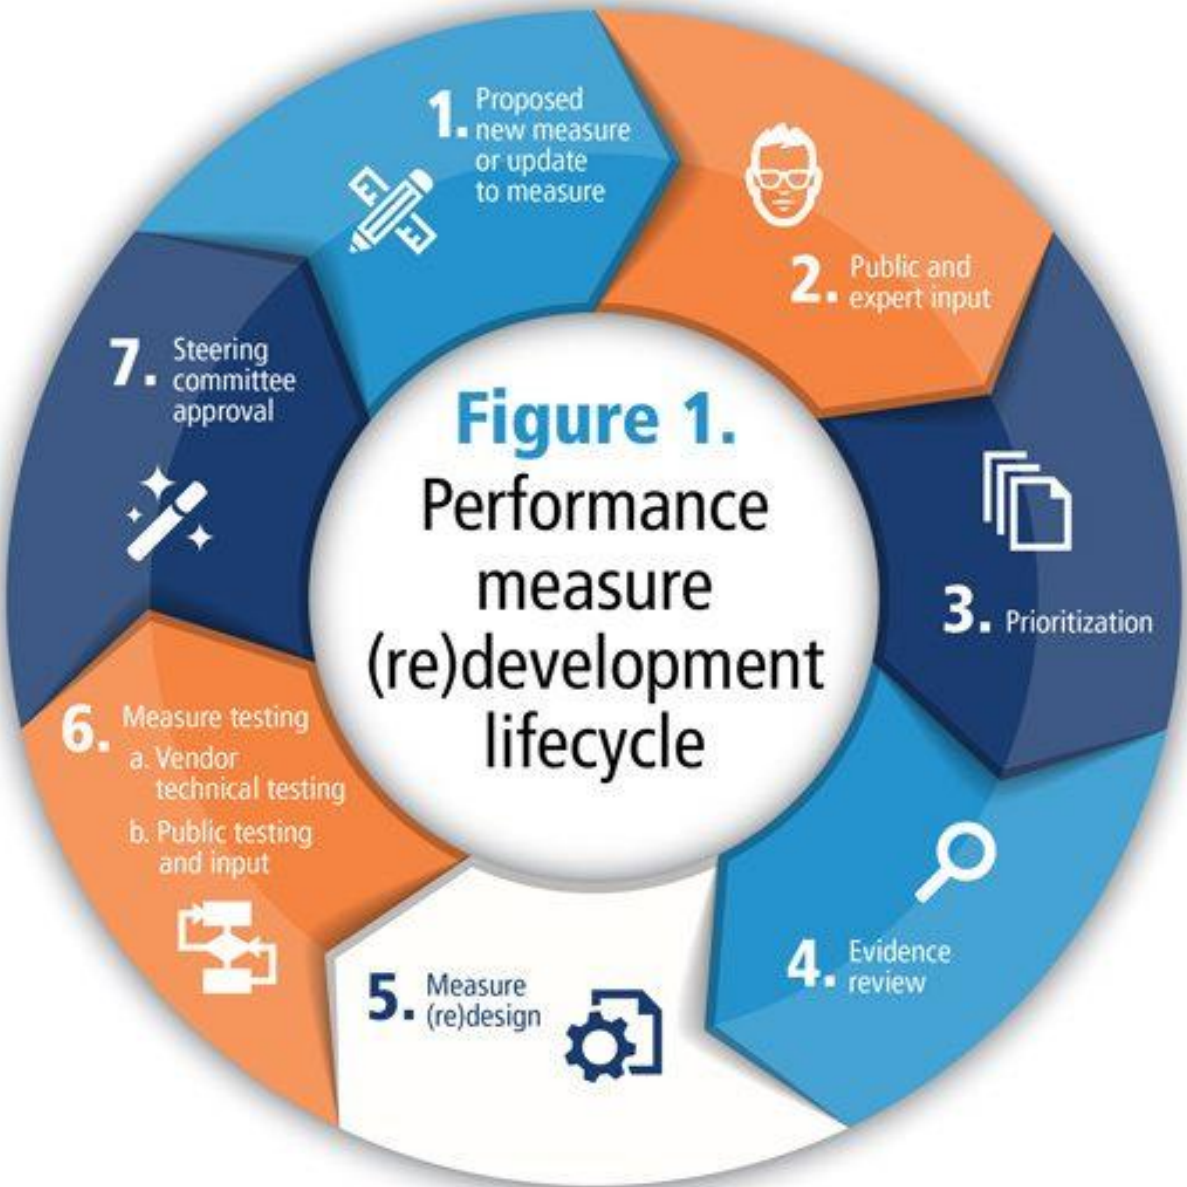 1. Proposed
new measure
or update
to measure
2. Public and
expert input
3. Prioritization
4. Evidence
review
5. Measure
(re)design
6. Measure testing
a. Vendor
technical testing
b. Public testing
and input
7. Steering
committee
approval
Figure 1.
Performance
measure
(re)development
lifecycle